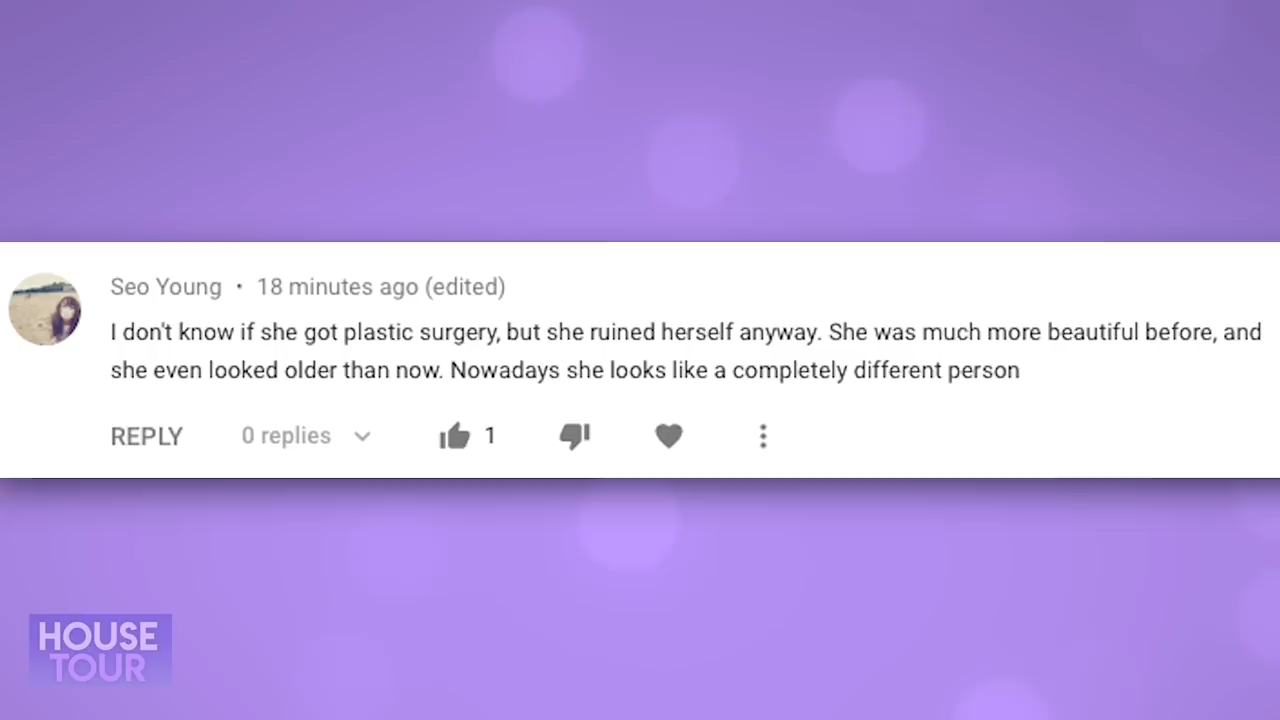 Seo Young • 18 minutes ago (edited)
I don't know if she got plastic surgery, but she ruined herself anyway. She was much more beautiful before, and
she even looked older than now. Nowadays she looks like a completely different person
REPLY 0 replies 1
HOUSE
TOUR